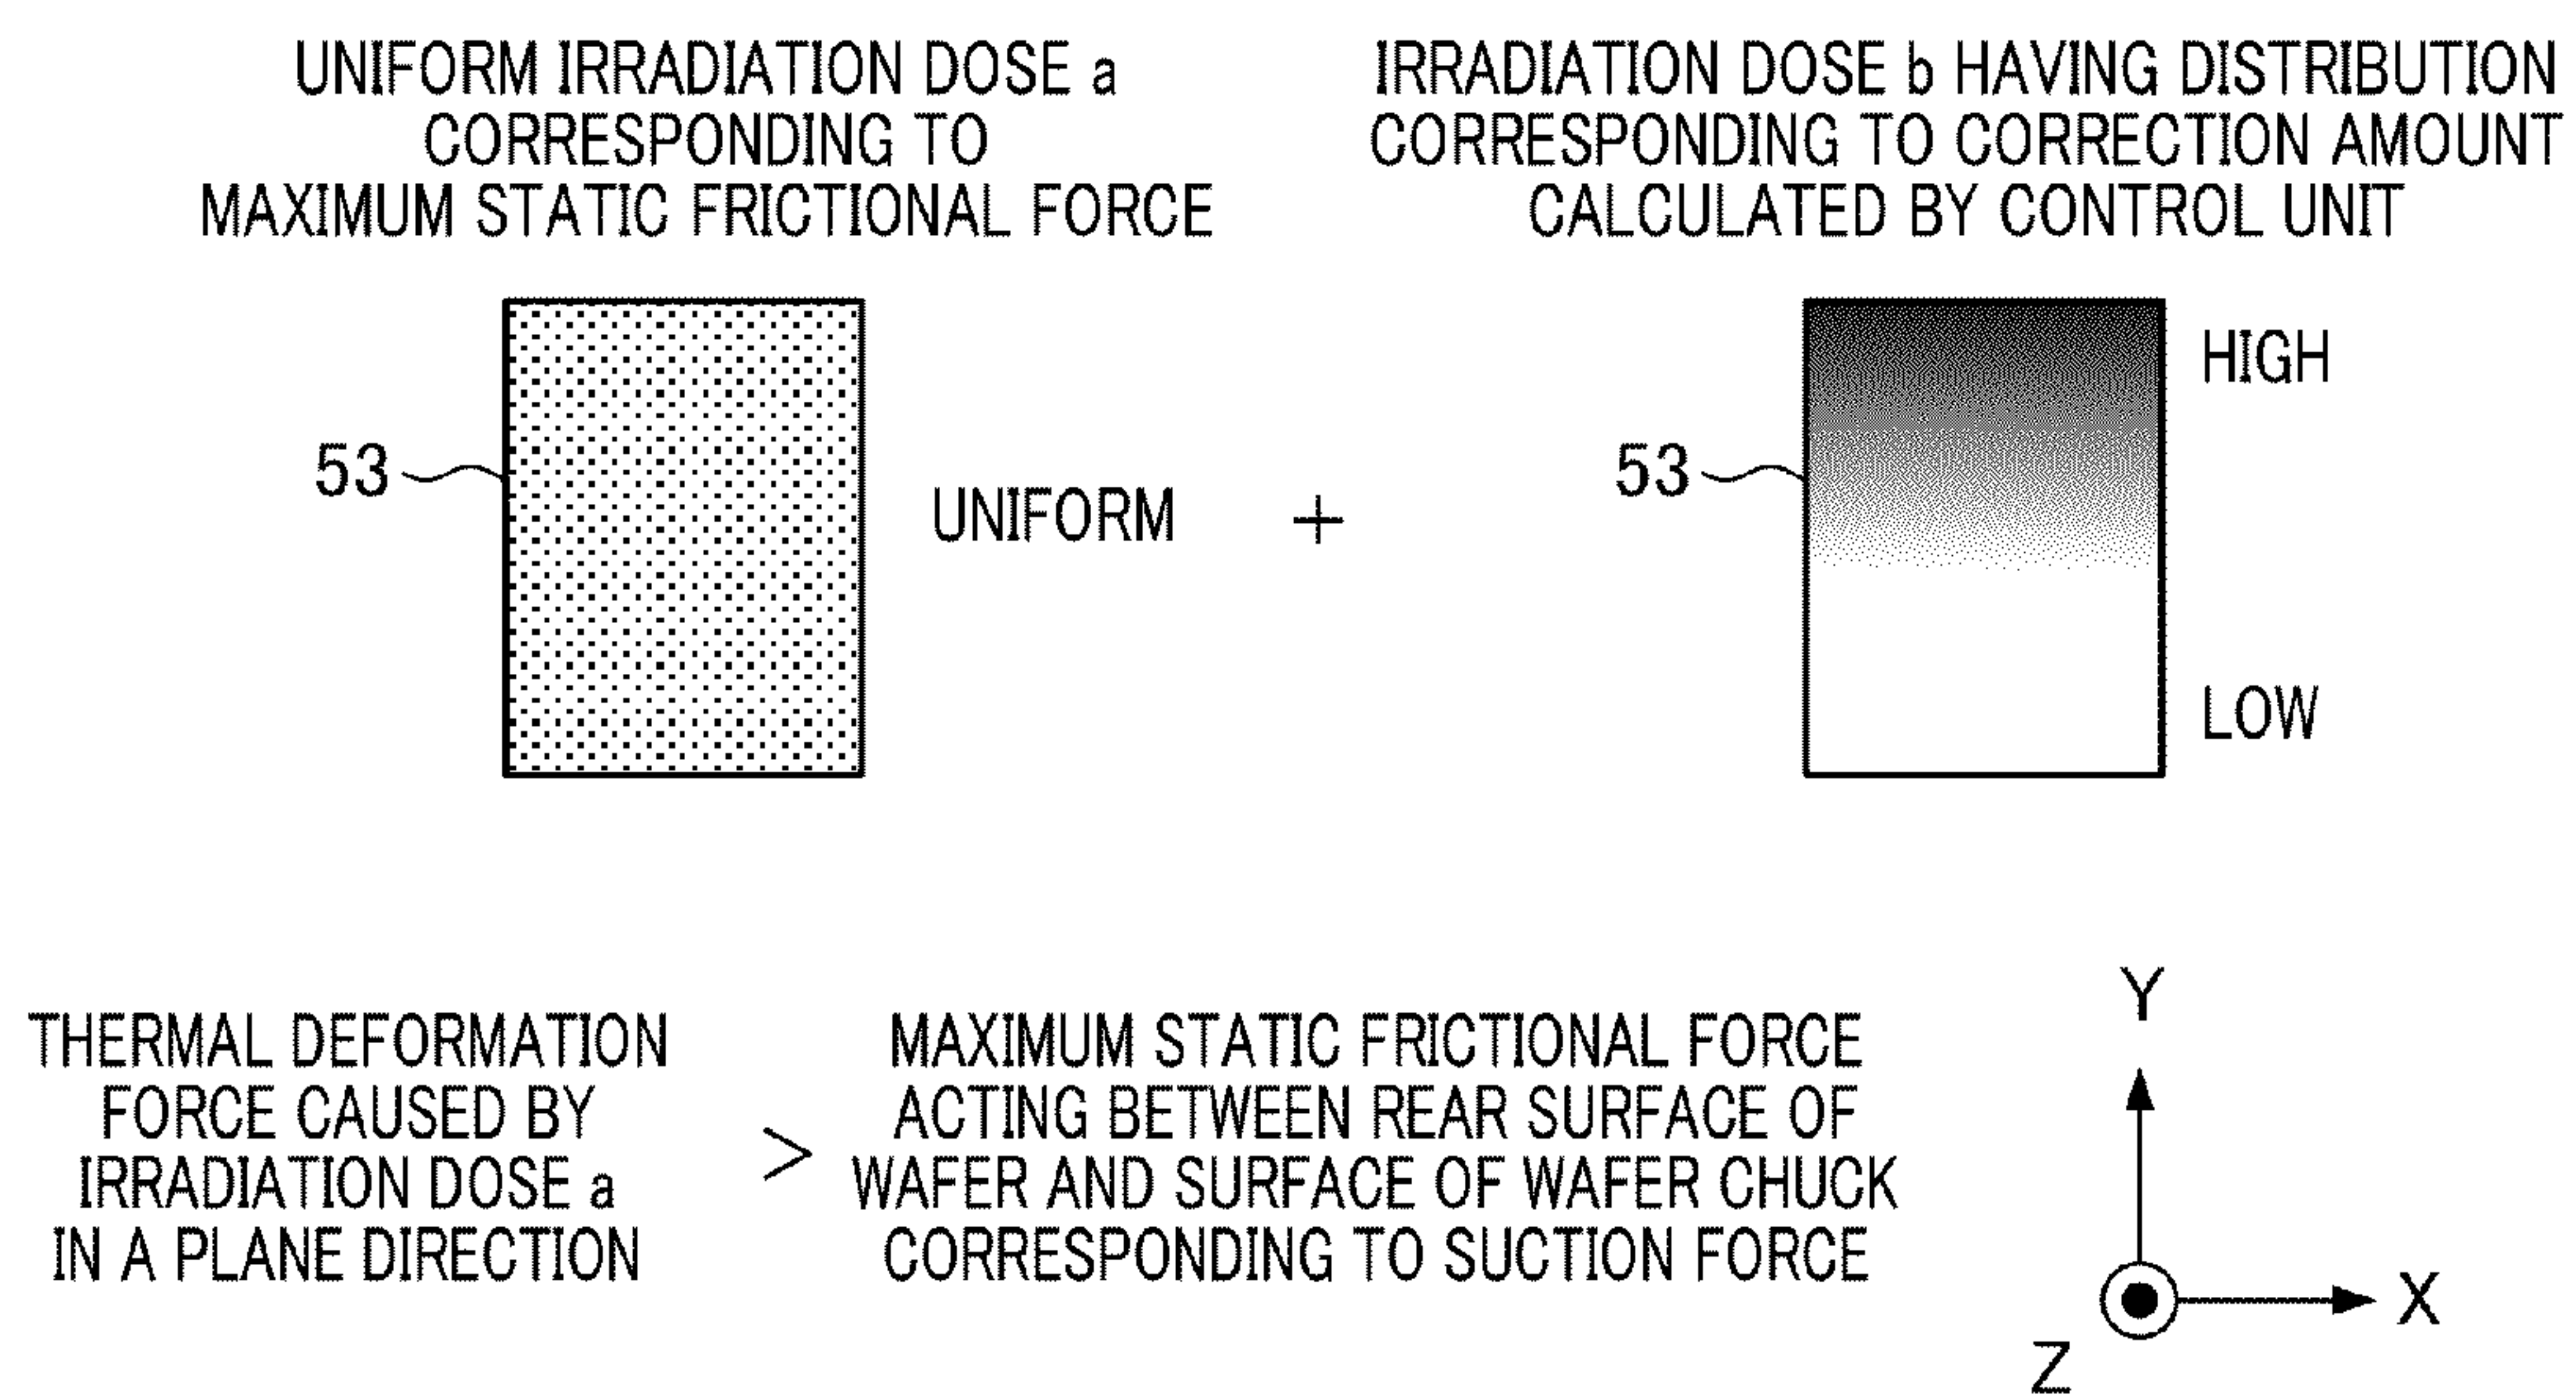 UNIFORM IRRADIATION DOSE a
CORRESPONDING TO
MAXIMUM STATIC FRICTIONAL FORCE
IRRADIATION DOSE b HAVING DISTRIBUTION
CORRESPONDING TO CORRECTION AMOUNT
CALCULATED BY CONTROL UNIT
53
UNIFORM
+
53
HIGH
LOW
THERMAL DEFORMATION
FORCE CAUSED BY
IRRADIATION DOSE a
IN A PLANE DIRECTION
>
MAXIMUM STATIC FRICTIONAL FORCE
ACTING BETWEEN REAR SURFACE OF
WAFER AND SURFACE OF WAFER CHUCK
CORRESPONDING TO SUCTION FORCE
Y
X
Z